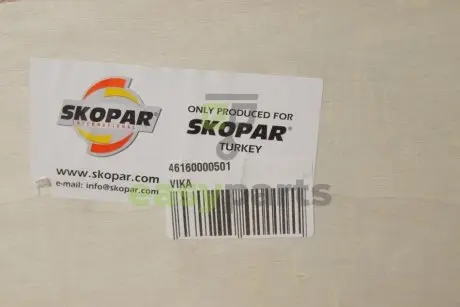 SKOPAR®
INTERNATIONAL
www.skopar.com
e-mail: info@skopar.com
ONLY PRODUCED FOR
SKOPAR®
TURKEY
46160000501
VIKA
easyparts